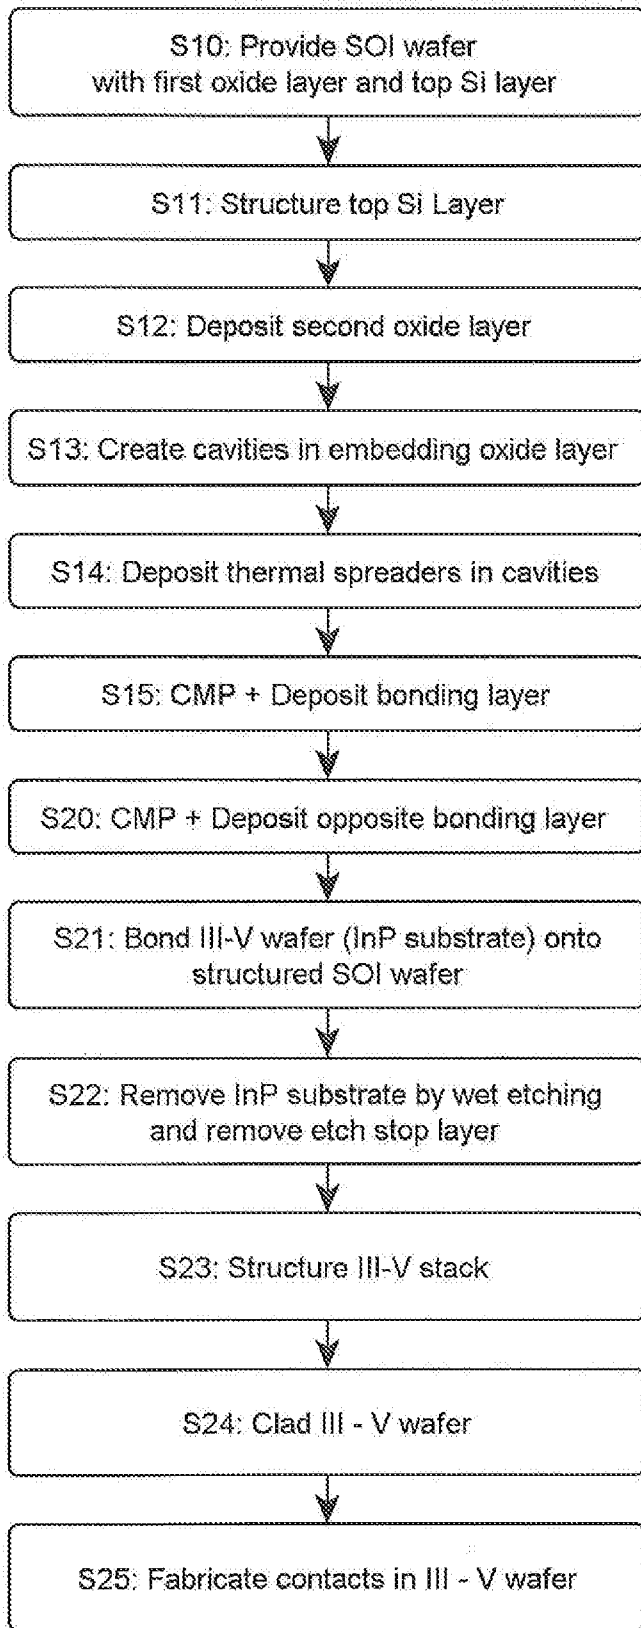 S10: Provide SOI wafer
with first oxide layer and top Si layer
S11: Structure top Si Layer
S12: Deposit second oxide layer
S13: Create cavities in embedding oxide layer
S14: Deposit thermal spreaders in cavities
S15: CMP + Deposit bonding layer
S20: CMP + Deposit opposite bonding layer
S21: Bond III-V wafer (InP substrate) onto
structured SOI wafer
S22: Remove InP substrate by wet etching
and remove etch stop layer
S23: Structure III-V stack
S24: Clad III - V wafer
S25: Fabricate contacts in III - V wafer